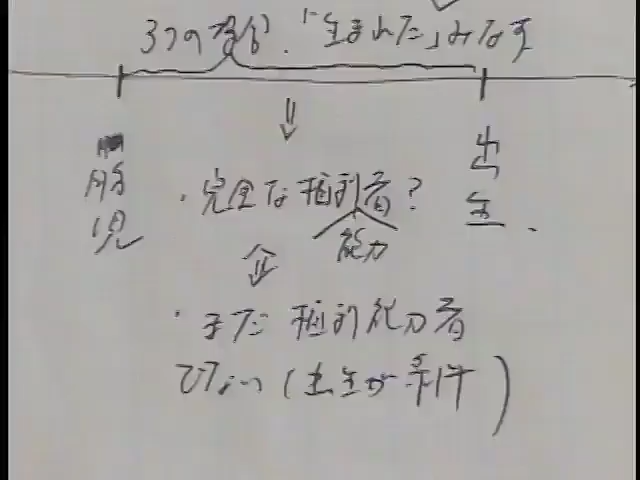 3つの場合、「生まれた」みなす
胎児
出生.
・完全な権利者?
能力
・まだ権利能力者
でない(出生が条件)